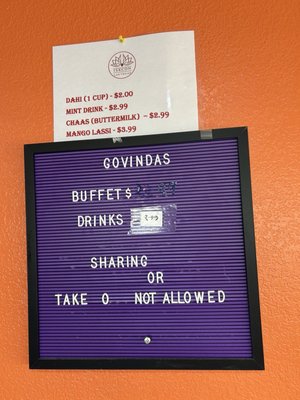 DAHI (1 CUP) - $2.00
MINT DRINK - $2.99
CHAAS (BUTTERMILK) - $2.99
MANGO LASSI - $3.99
GOVINDAS
BUFFET $
DRINKS
SHARING
OR
TAKE O NOT ALLOWED